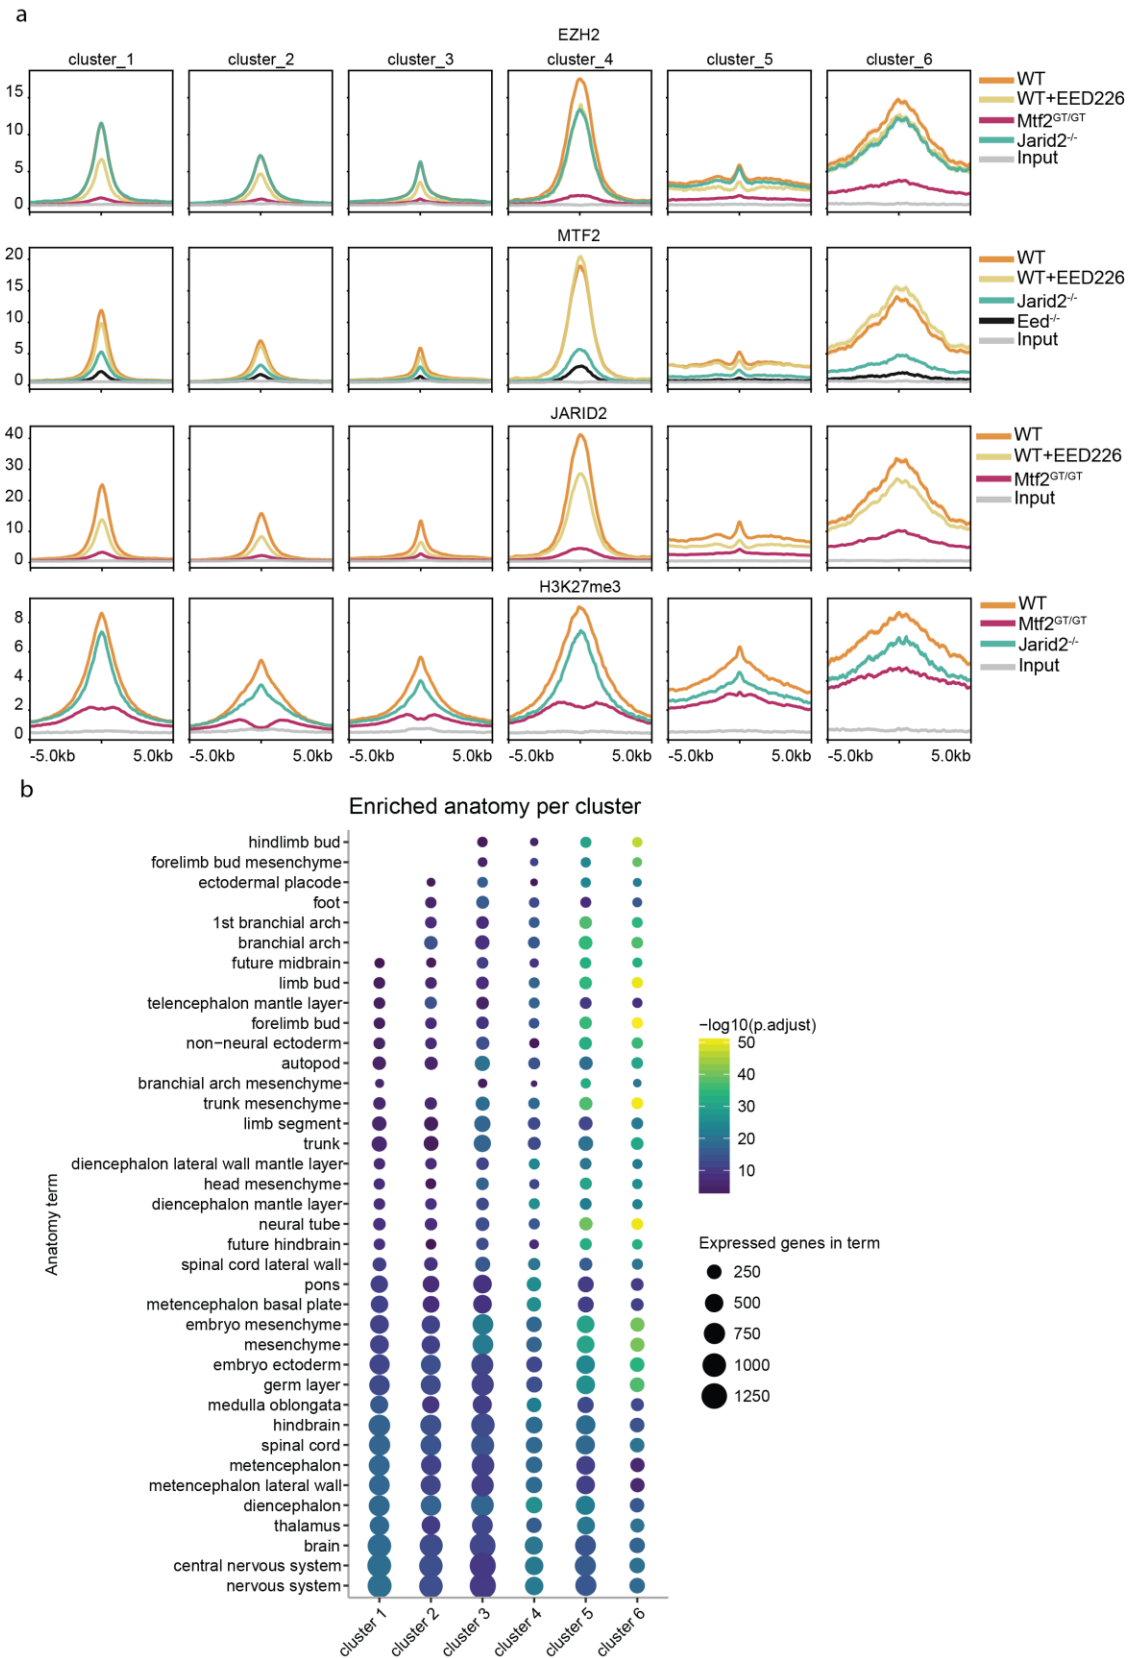 a
EZH2
cluster_1 cluster_2 cluster_3 cluster_4 cluster_5 cluster_6
15
10
5
0
WT
WT+EED226
Mtf2GT/GT
Jarid2-/-
Input
MTF2
20
15
10
5
0
WT
WT+EED226
Jarid2-/-
Eed-/-
Input
JARID2
40
30
20
10
0
WT
WT+EED226
Mtf2GT/GT
Input
H3K27me3
8
6
4
2
0
WT
Mtf2GT/GT
Jarid2-/-
Input
-5.0kb 5.0kb -5.0kb 5.0kb -5.0kb 5.0kb -5.0kb 5.0kb -5.0kb 5.0kb -5.0kb 5.0kb
b
Enriched anatomy per cluster
Anatomy term
hindlimb bud
forelimb bud mesenchyme
ectodermal placode
foot
1st branchial arch
branchial arch
future midbrain
limb bud
telencephalon mantle layer
forelimb bud
non−neural ectoderm
autopod
branchial arch mesenchyme
trunk mesenchyme
limb segment
trunk
diencephalon lateral wall mantle layer
head mesenchyme
diencephalon mantle layer
neural tube
future hindbrain
spinal cord lateral wall
pons
metencephalon basal plate
embryo mesenchyme
mesenchyme
embryo ectoderm
germ layer
medulla oblongata
hindbrain
spinal cord
metencephalon
metencephalon lateral wall
diencephalon
thalamus
brain
central nervous system
nervous system
cluster 1 cluster 2 cluster 3 cluster 4 cluster 5 cluster 6
−log10(p.adjust)
50
40
30
20
10
Expressed genes in term
250
500
750
1000
1250